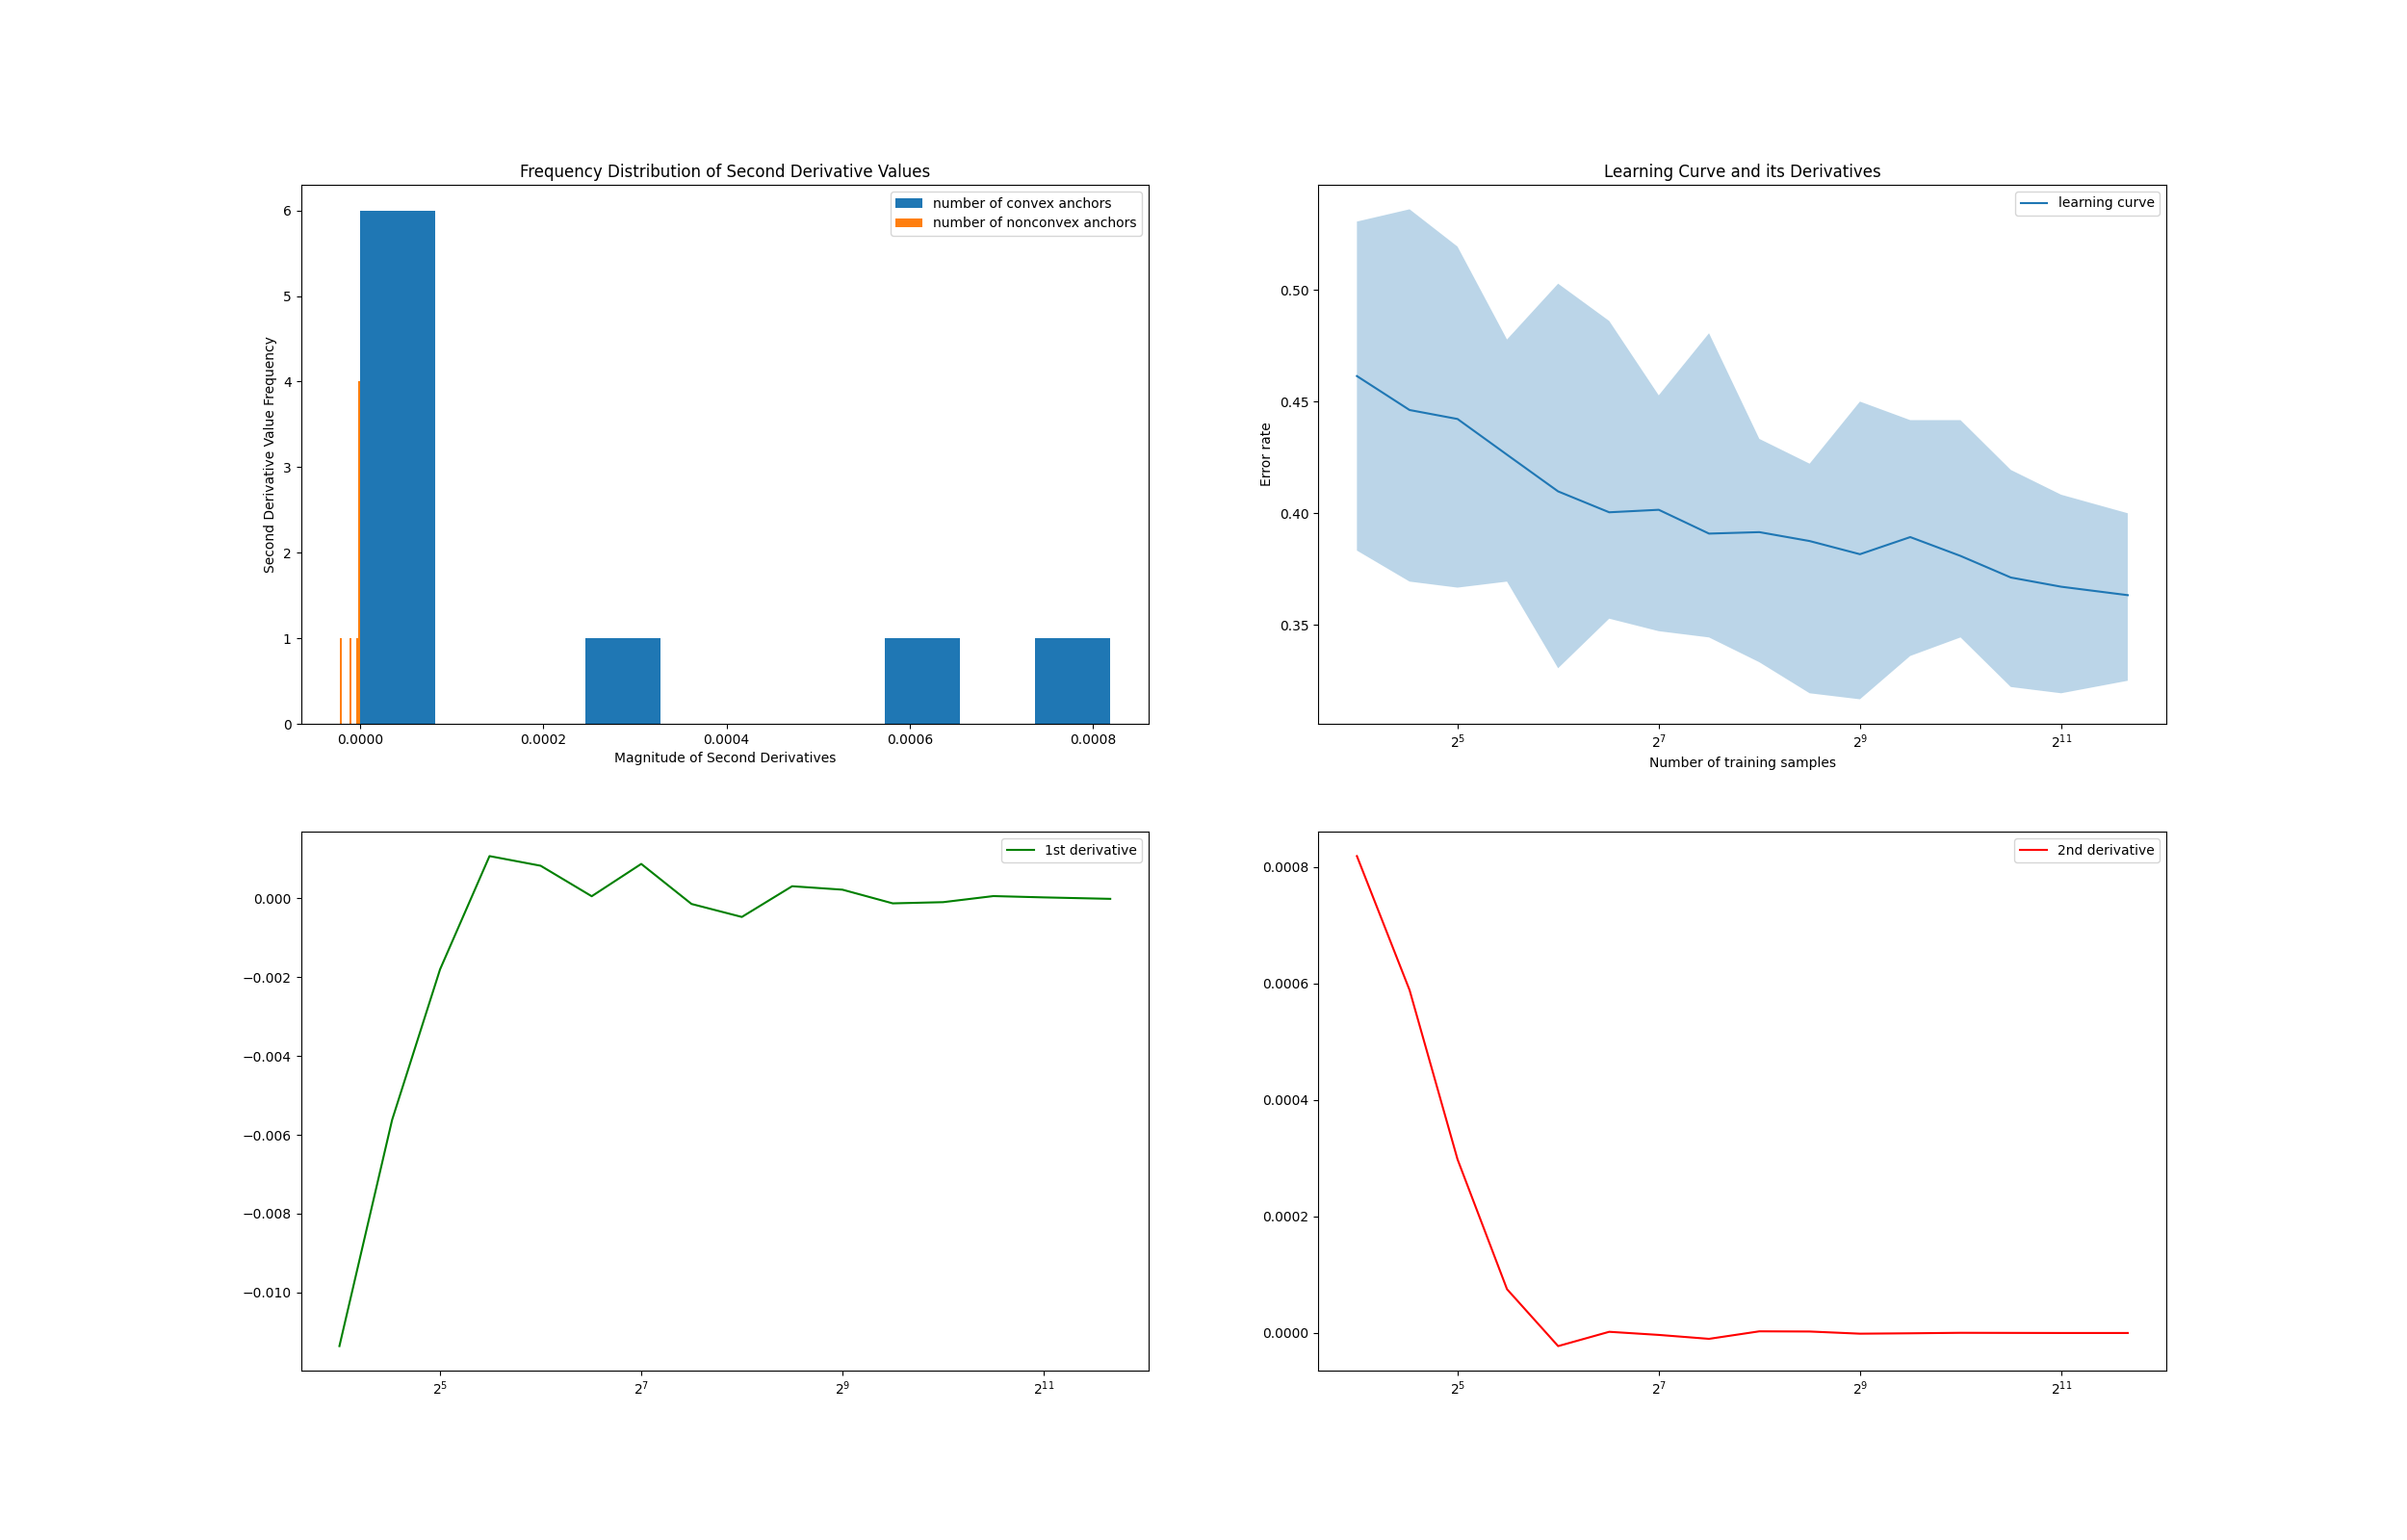 Frequency Distribution of Second Derivative Values
number of convex anchors
number of nonconvex anchors
6
5
4
3
2
1
0
Second Derivative Value Frequency
0.0000 0.0002 0.0004 0.0006 0.0008
Magnitude of Second Derivatives
Learning Curve and its Derivatives
learning curve
0.50
0.45
0.40
0.35
Error rate
2^5 2^7 2^9 2^11
Number of training samples
1st derivative
0.000
−0.002
−0.004
−0.006
−0.008
−0.010
2^5 2^7 2^9 2^11
2nd derivative
0.0008
0.0006
0.0004
0.0002
0.0000
2^5 2^7 2^9 2^11